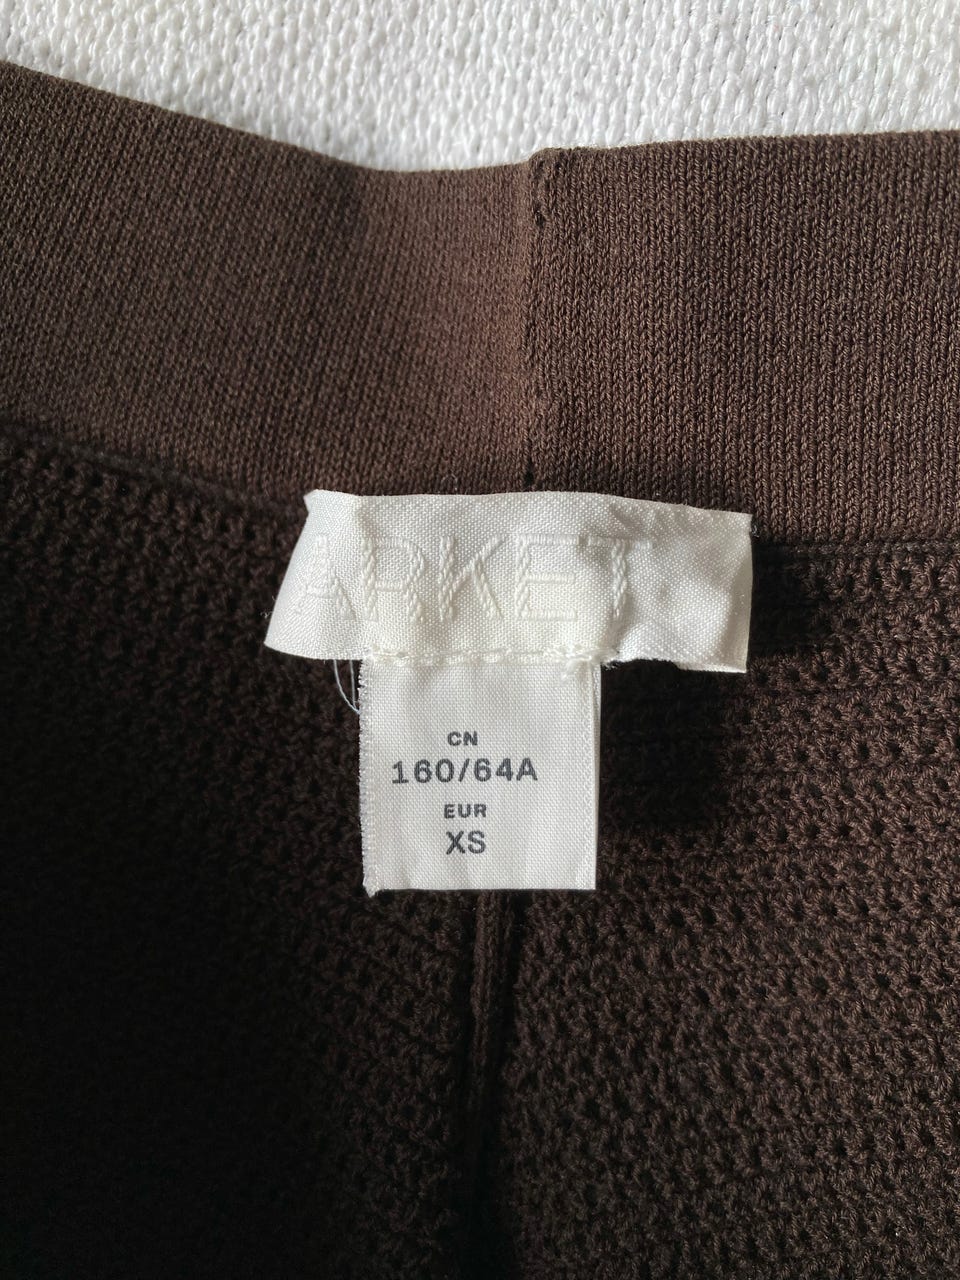 ARKET
CN
160/64A
EUR
XS